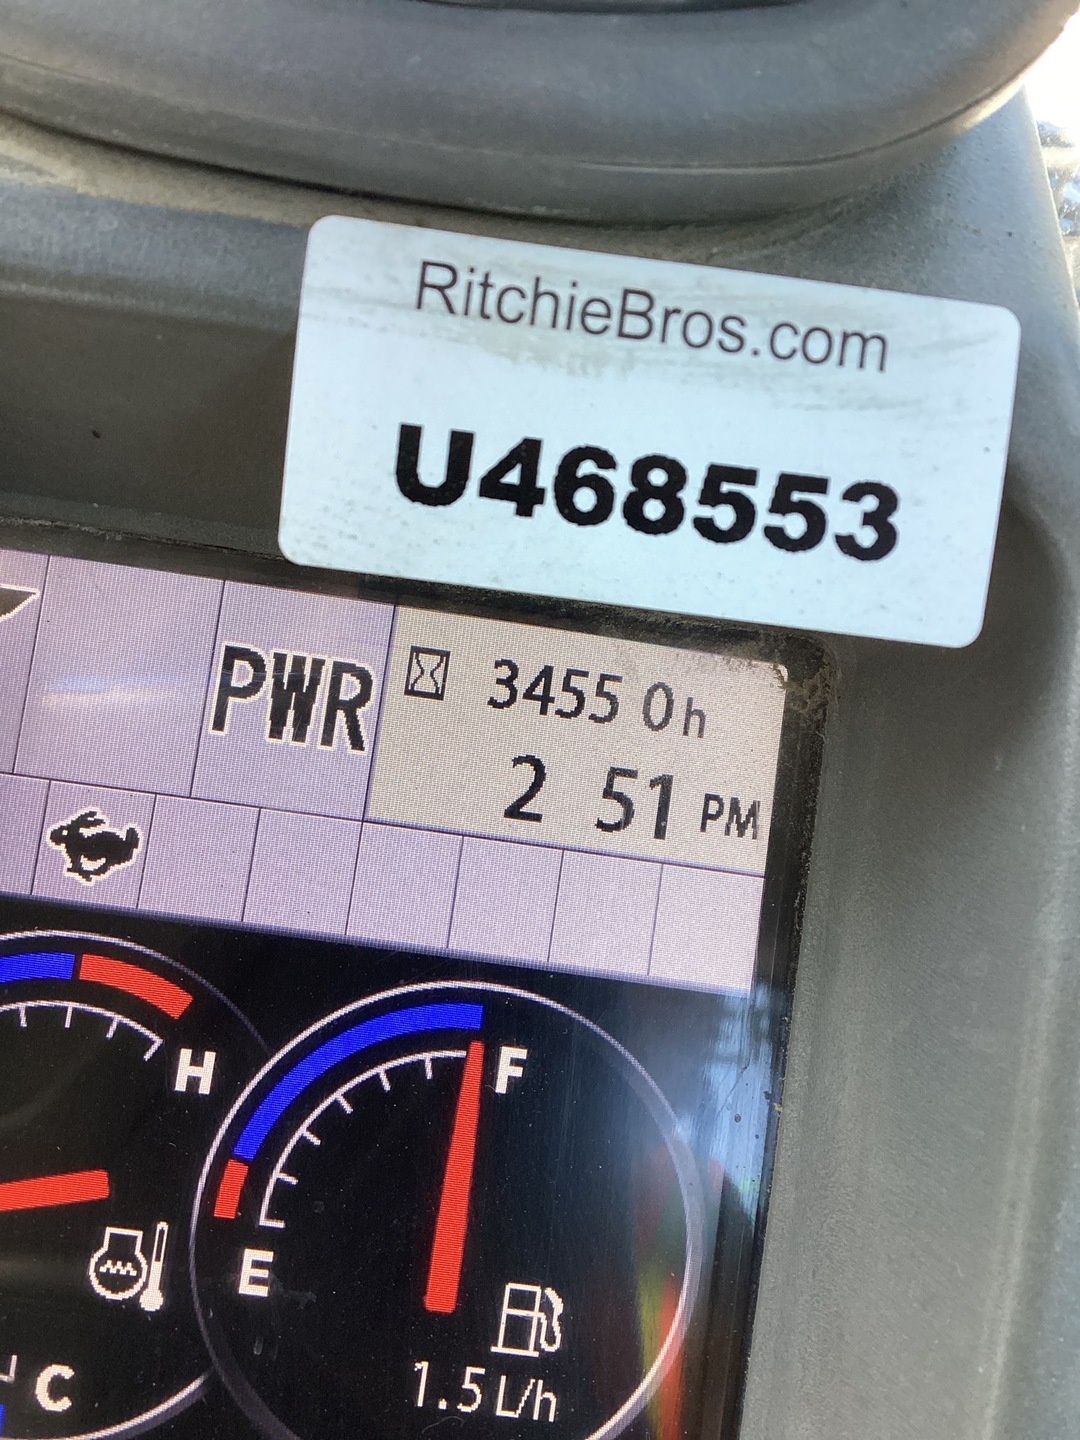 RitchieBros.com
U468553
PWR
3455 0h
2 51 PM
H
F
E
C
1.5 L/h